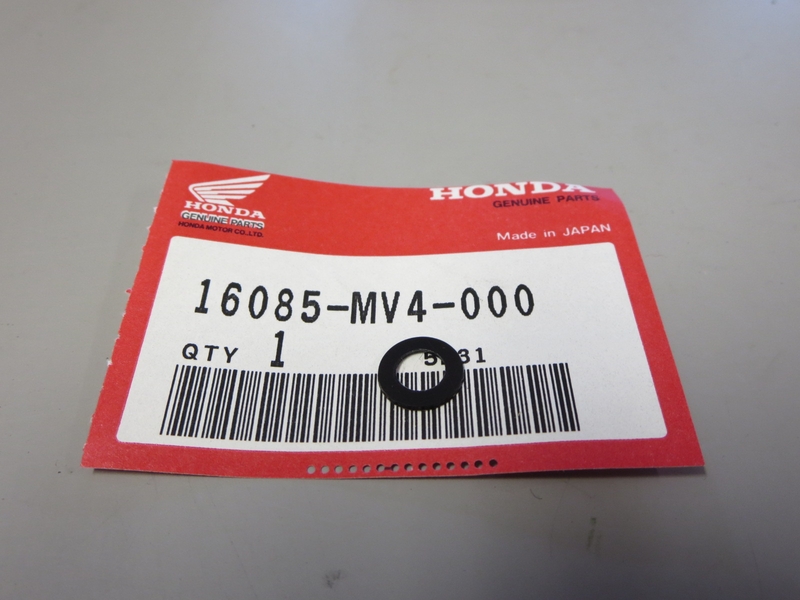 HONDA
GENUINE PARTS
HONDA MOTOR CO., LTD.
HONDA
GENUINE PARTS
Made in JAPAN
16085-MV4-000
QTY 1